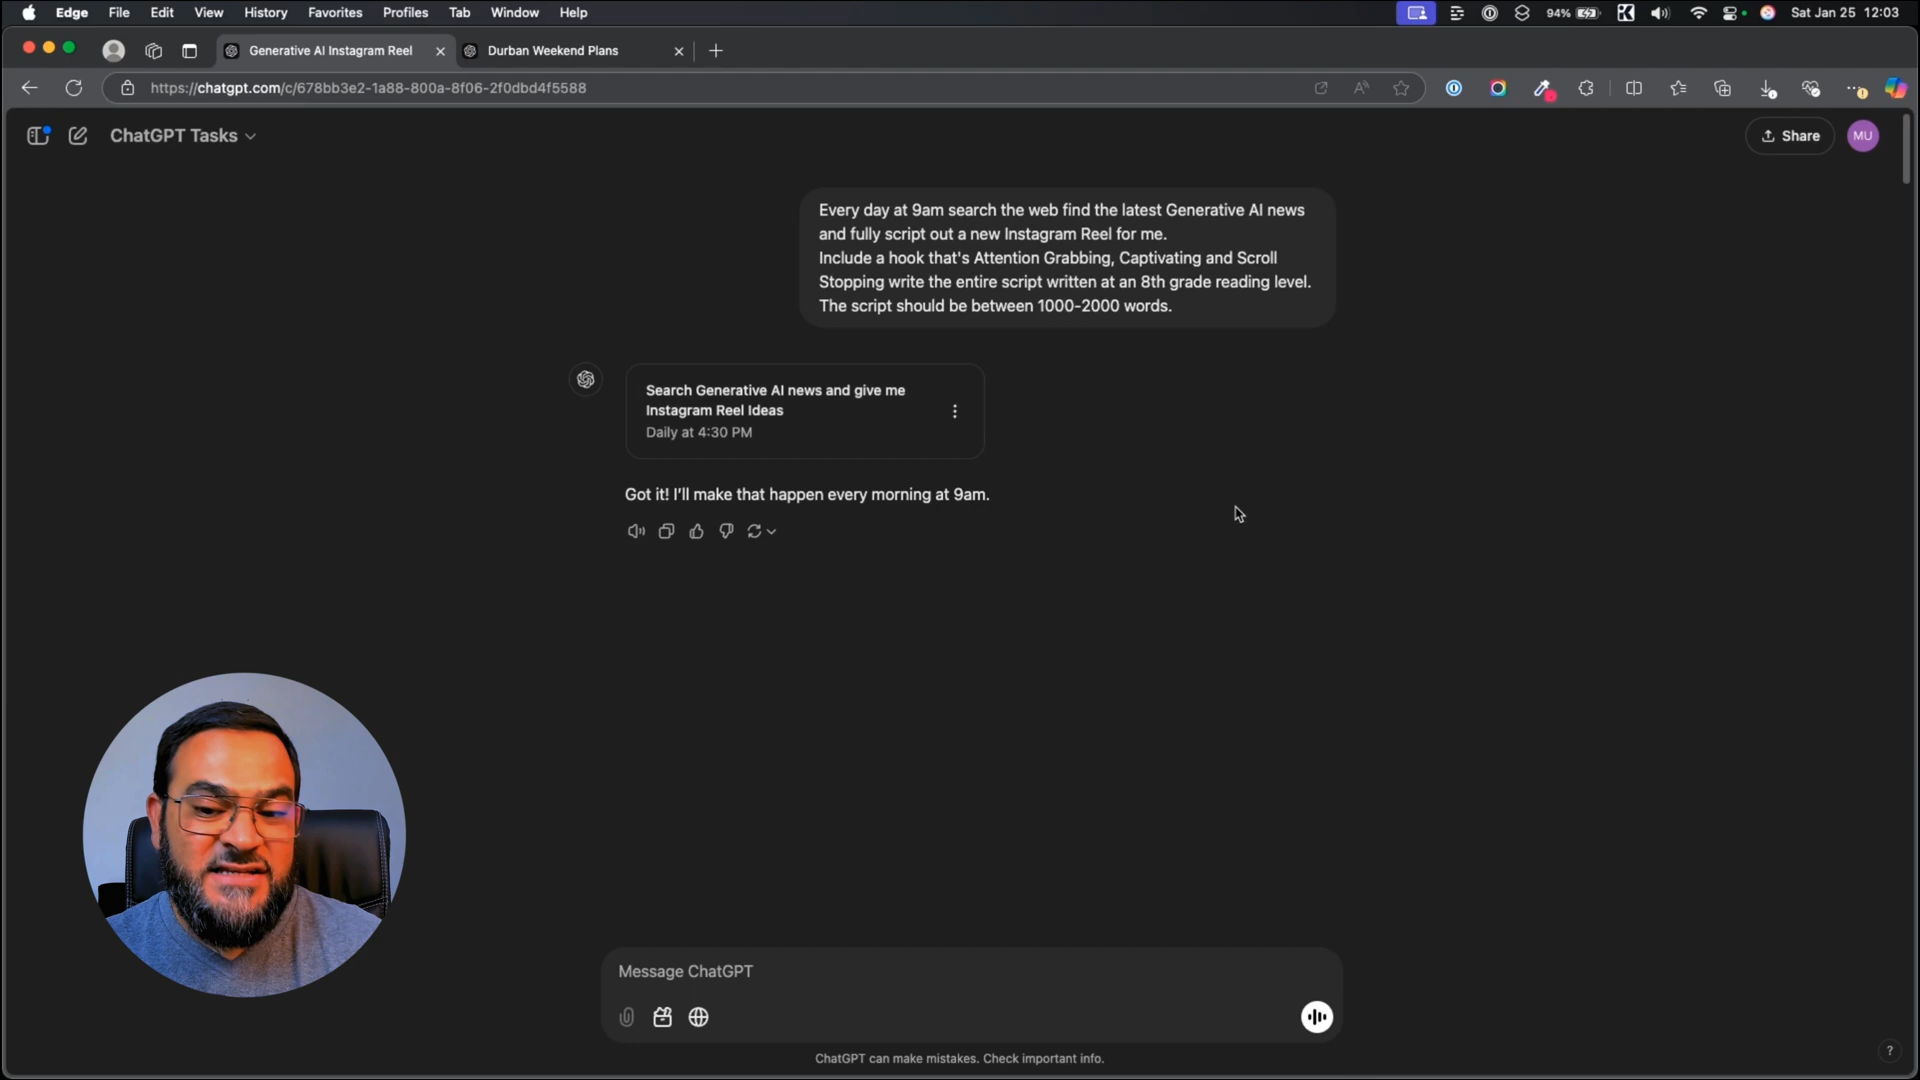 Edge File Edit View History Favorites Profiles Tab Window Help 94% Sat Jan 25 12:03
Generative AI Instagram Reel Durban Weekend Plans
https://chatgpt.com/c/678bb3e2-1a88-800a-8f06-2f0dbd4f5588
ChatGPT Tasks Share MU
Every day at 9am search the web find the latest Generative AI news
and fully script out a new Instagram Reel for me.
Include a hook that's Attention Grabbing, Captivating and Scroll
Stopping write the entire script written at an 8th grade reading level.
The script should be between 1000-2000 words.
Search Generative AI news and give me
Instagram Reel Ideas
Daily at 4:30 PM
Got it! I'll make that happen every morning at 9am.
Message ChatGPT
ChatGPT can make mistakes. Check important info.
?